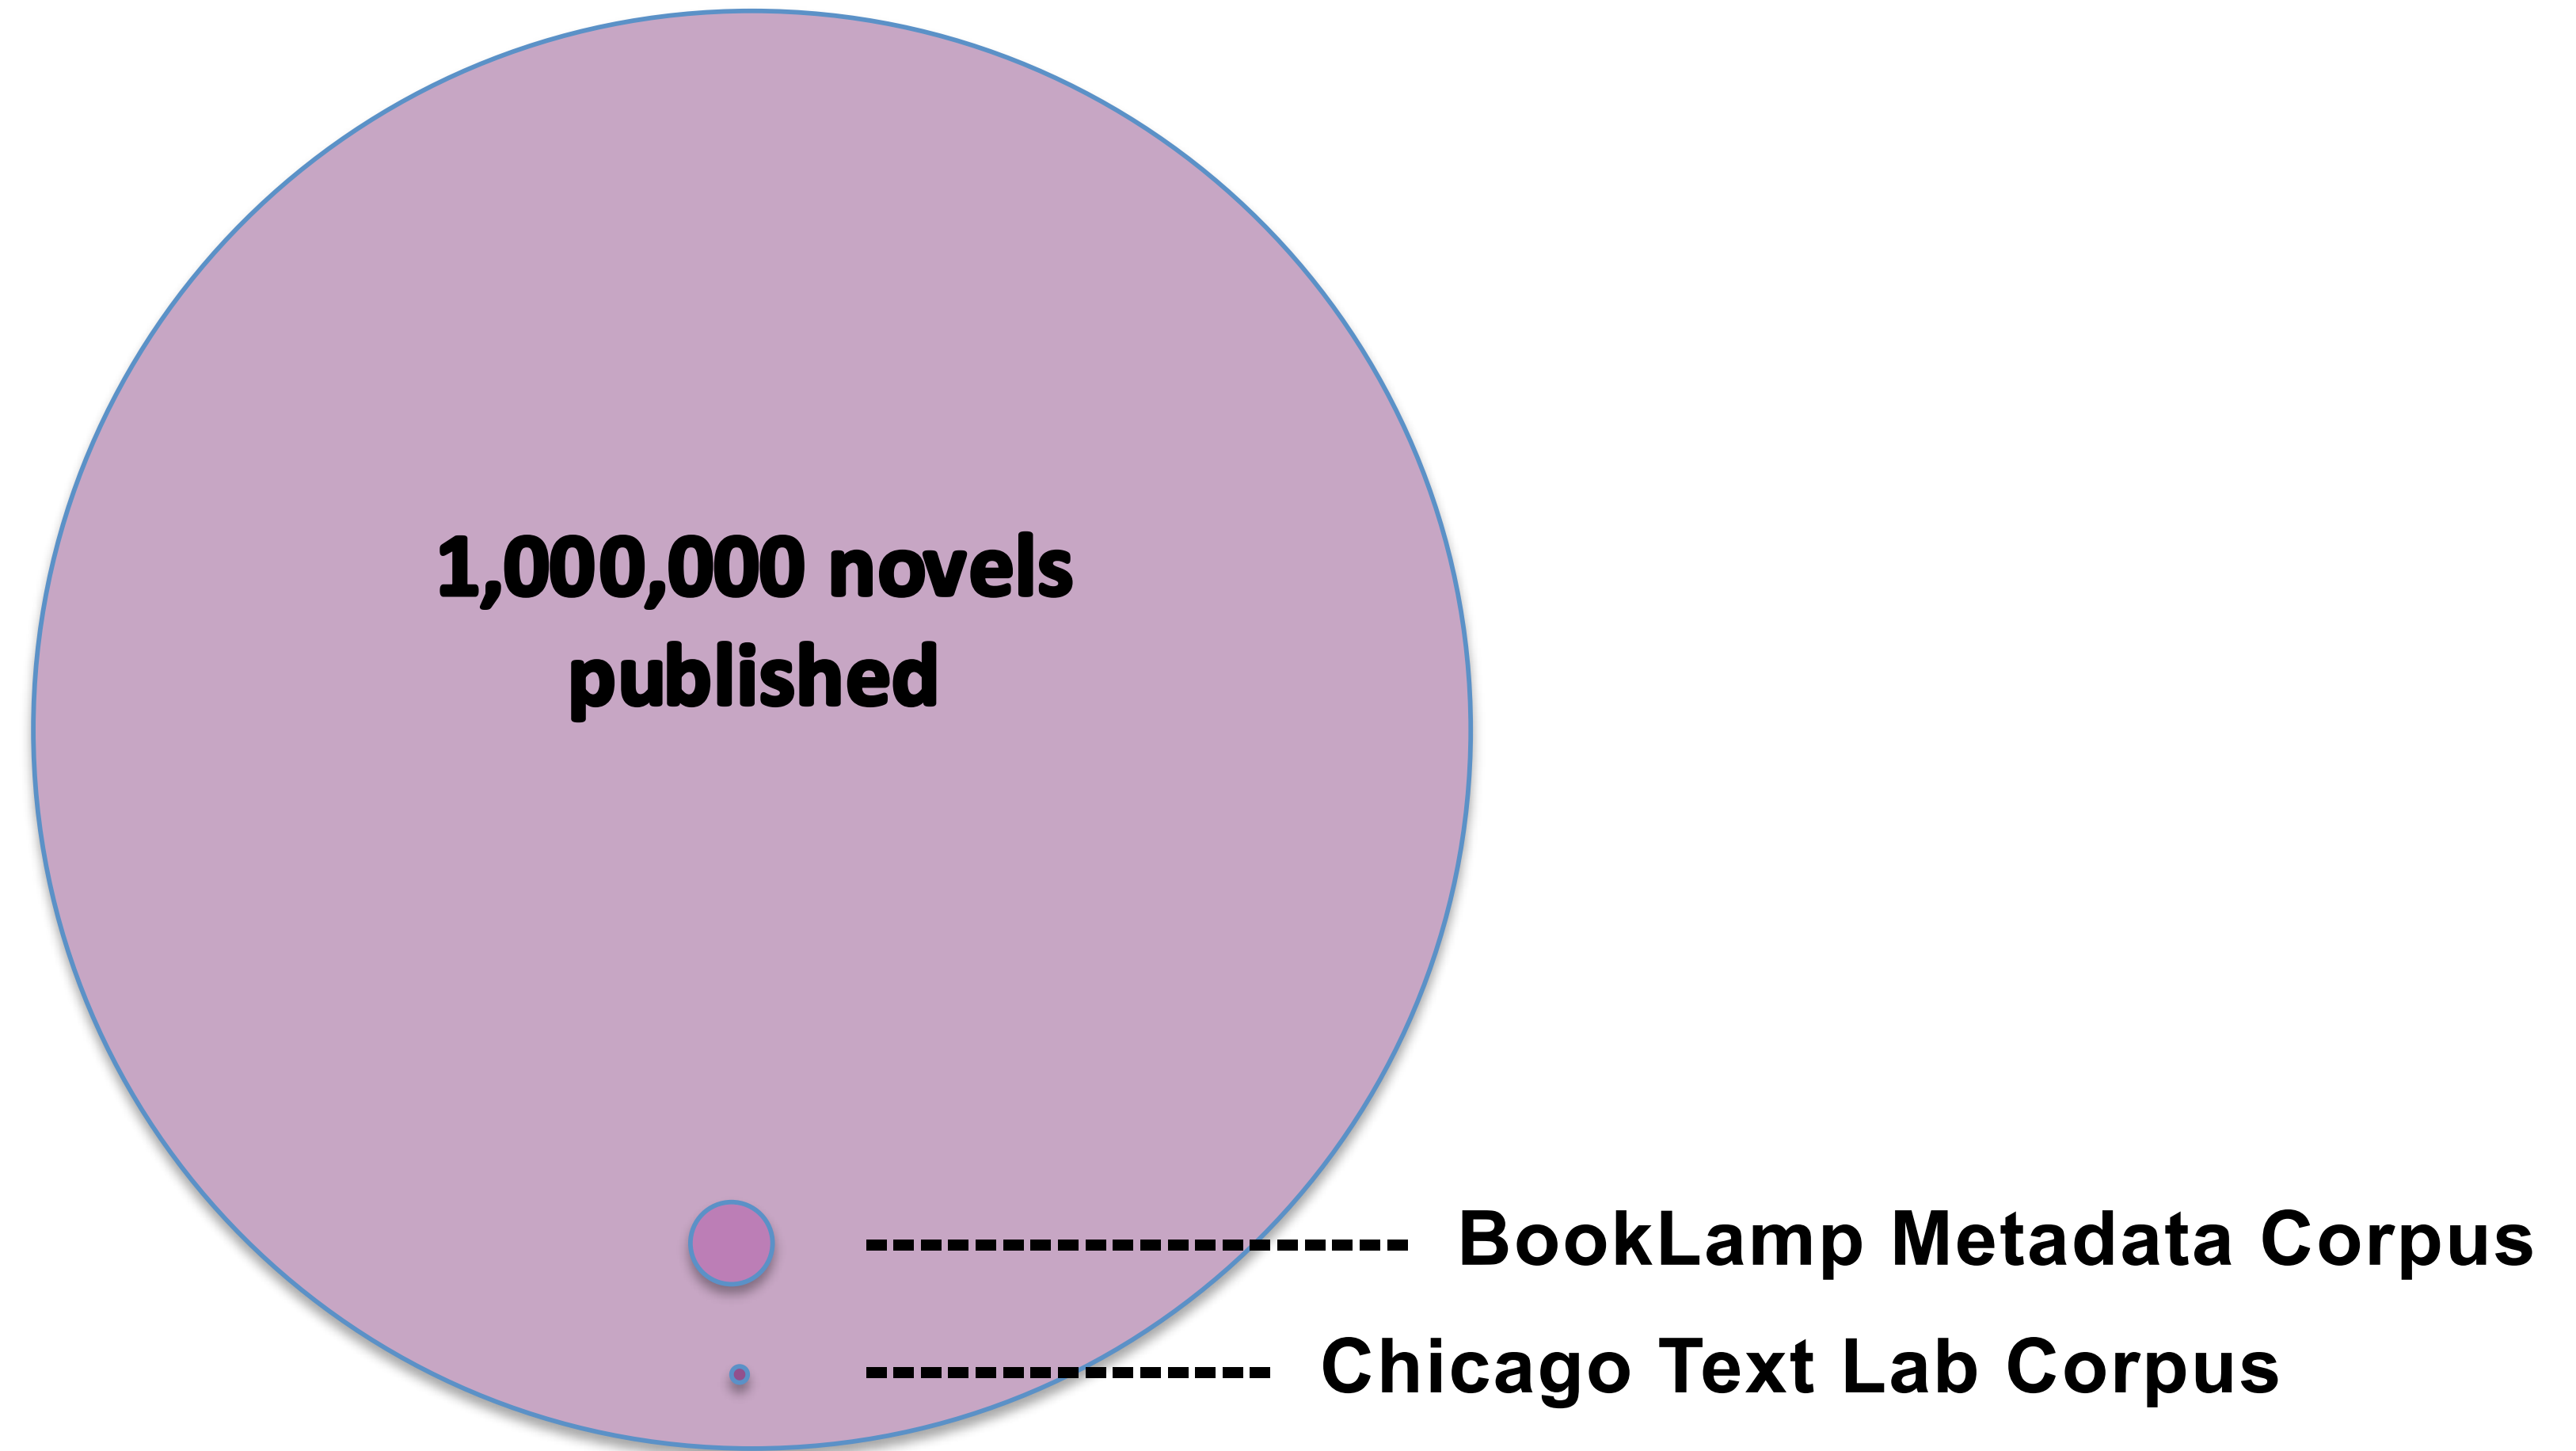 1,000,000 novels
published
BookLamp Metadata Corpus
Chicago Text Lab Corpus